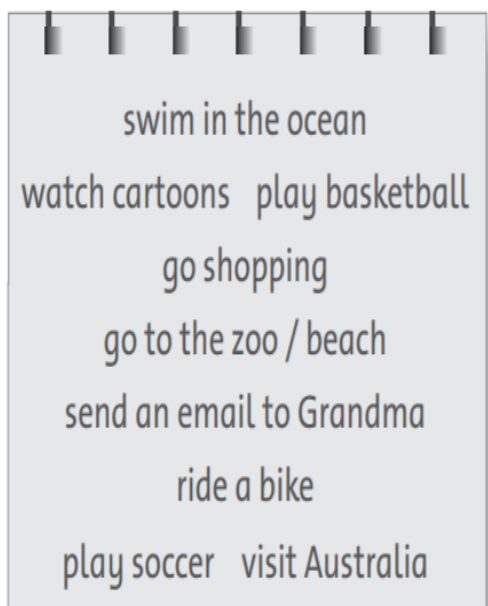 swim in the ocean
watch cartoons play basketball
go shopping
go to the zoo / beach
send an email to Grandma
ride a bike
play soccer visit Australia